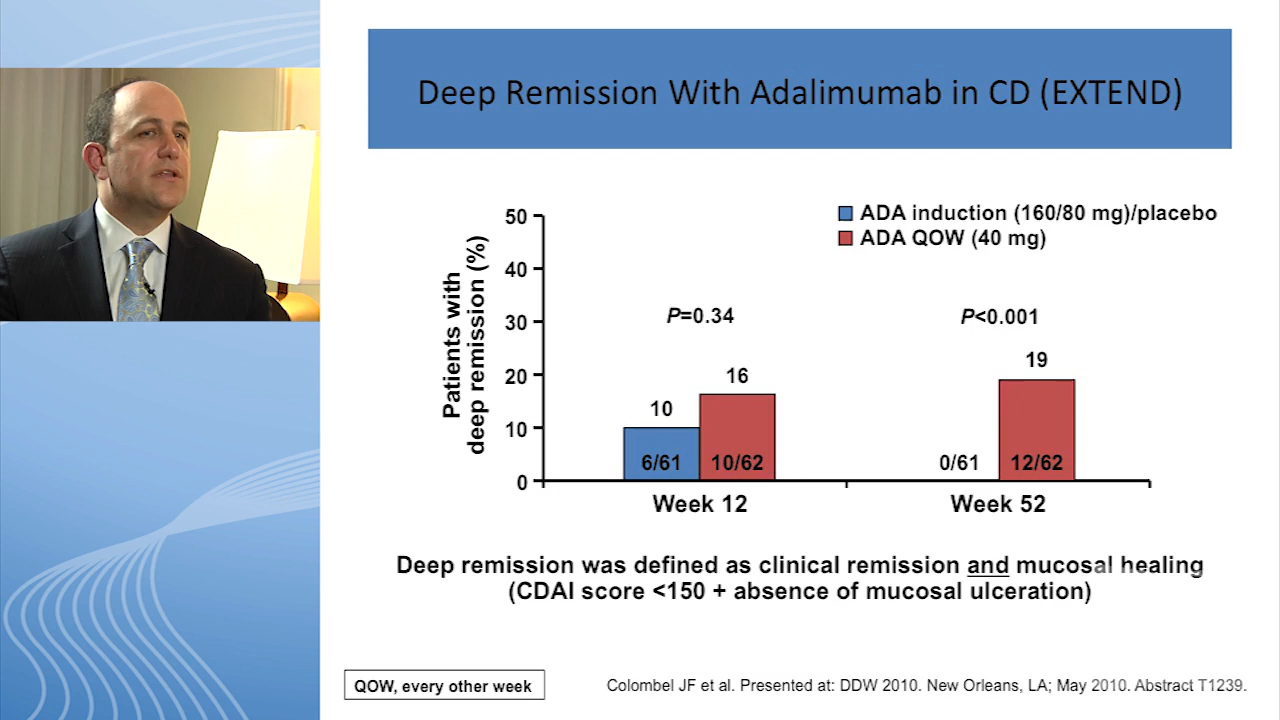 Deep Remission With Adalimumab in CD (EXTEND)
ADA induction (160/80 mg)/placebo
ADA QOW (40 mg)
Patients with
deep remission (%)
50
40
30
20
10
0
P=0.34
P<0.001
10
16
19
6/61
10/62
0/61
12/62
Week 12
Week 52
Deep remission was defined as clinical remission and mucosal healing
(CDAI score <150 + absence of mucosal ulceration)
QOW, every other week
Colombel JF et al. Presented at: DDW 2010. New Orleans, LA; May 2010. Abstract T1239.